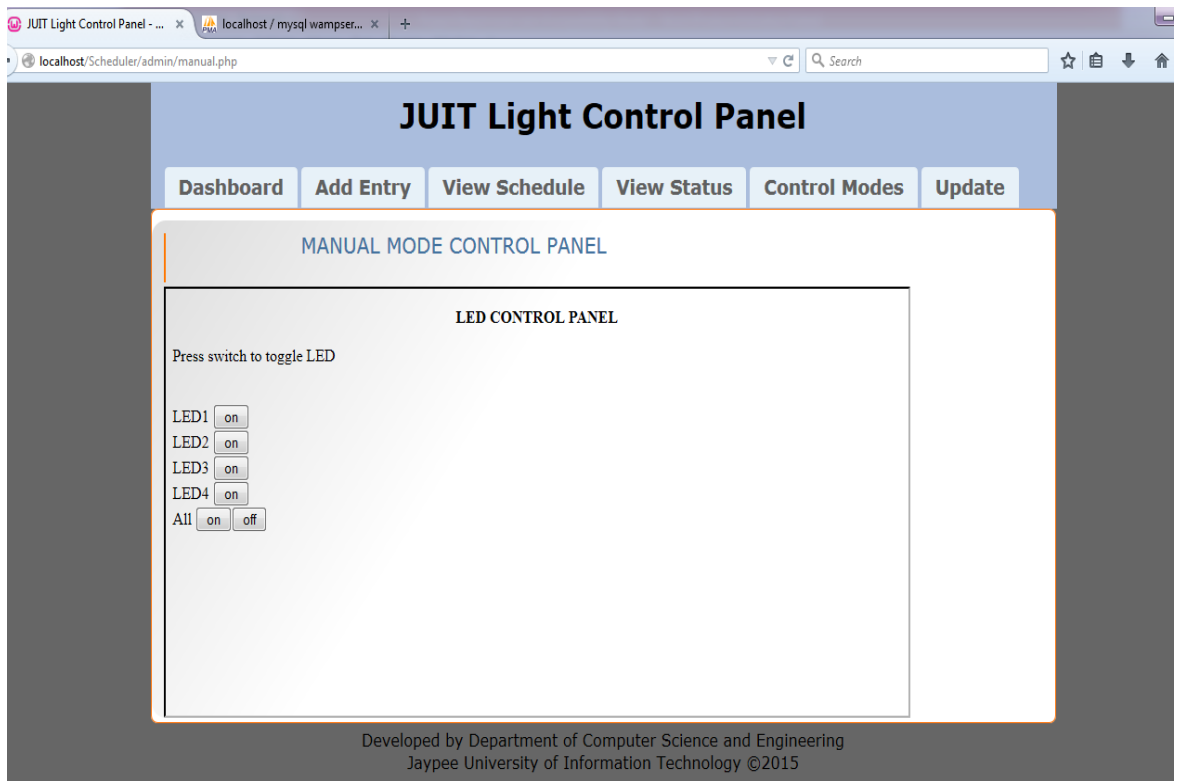 JUIT Light Control Panel - ...
localhost / mysql wampser...
localhost/Scheduler/admin/manual.php
Search
JUIT Light Control Panel
Dashboard Add Entry View Schedule View Status Control Modes Update
MANUAL MODE CONTROL PANEL
LED CONTROL PANEL
Press switch to toggle LED
LED1 on
LED2 on
LED3 on
LED4 on
All on off
Developed by Department of Computer Science and Engineering
Jaypee University of Information Technology ©2015